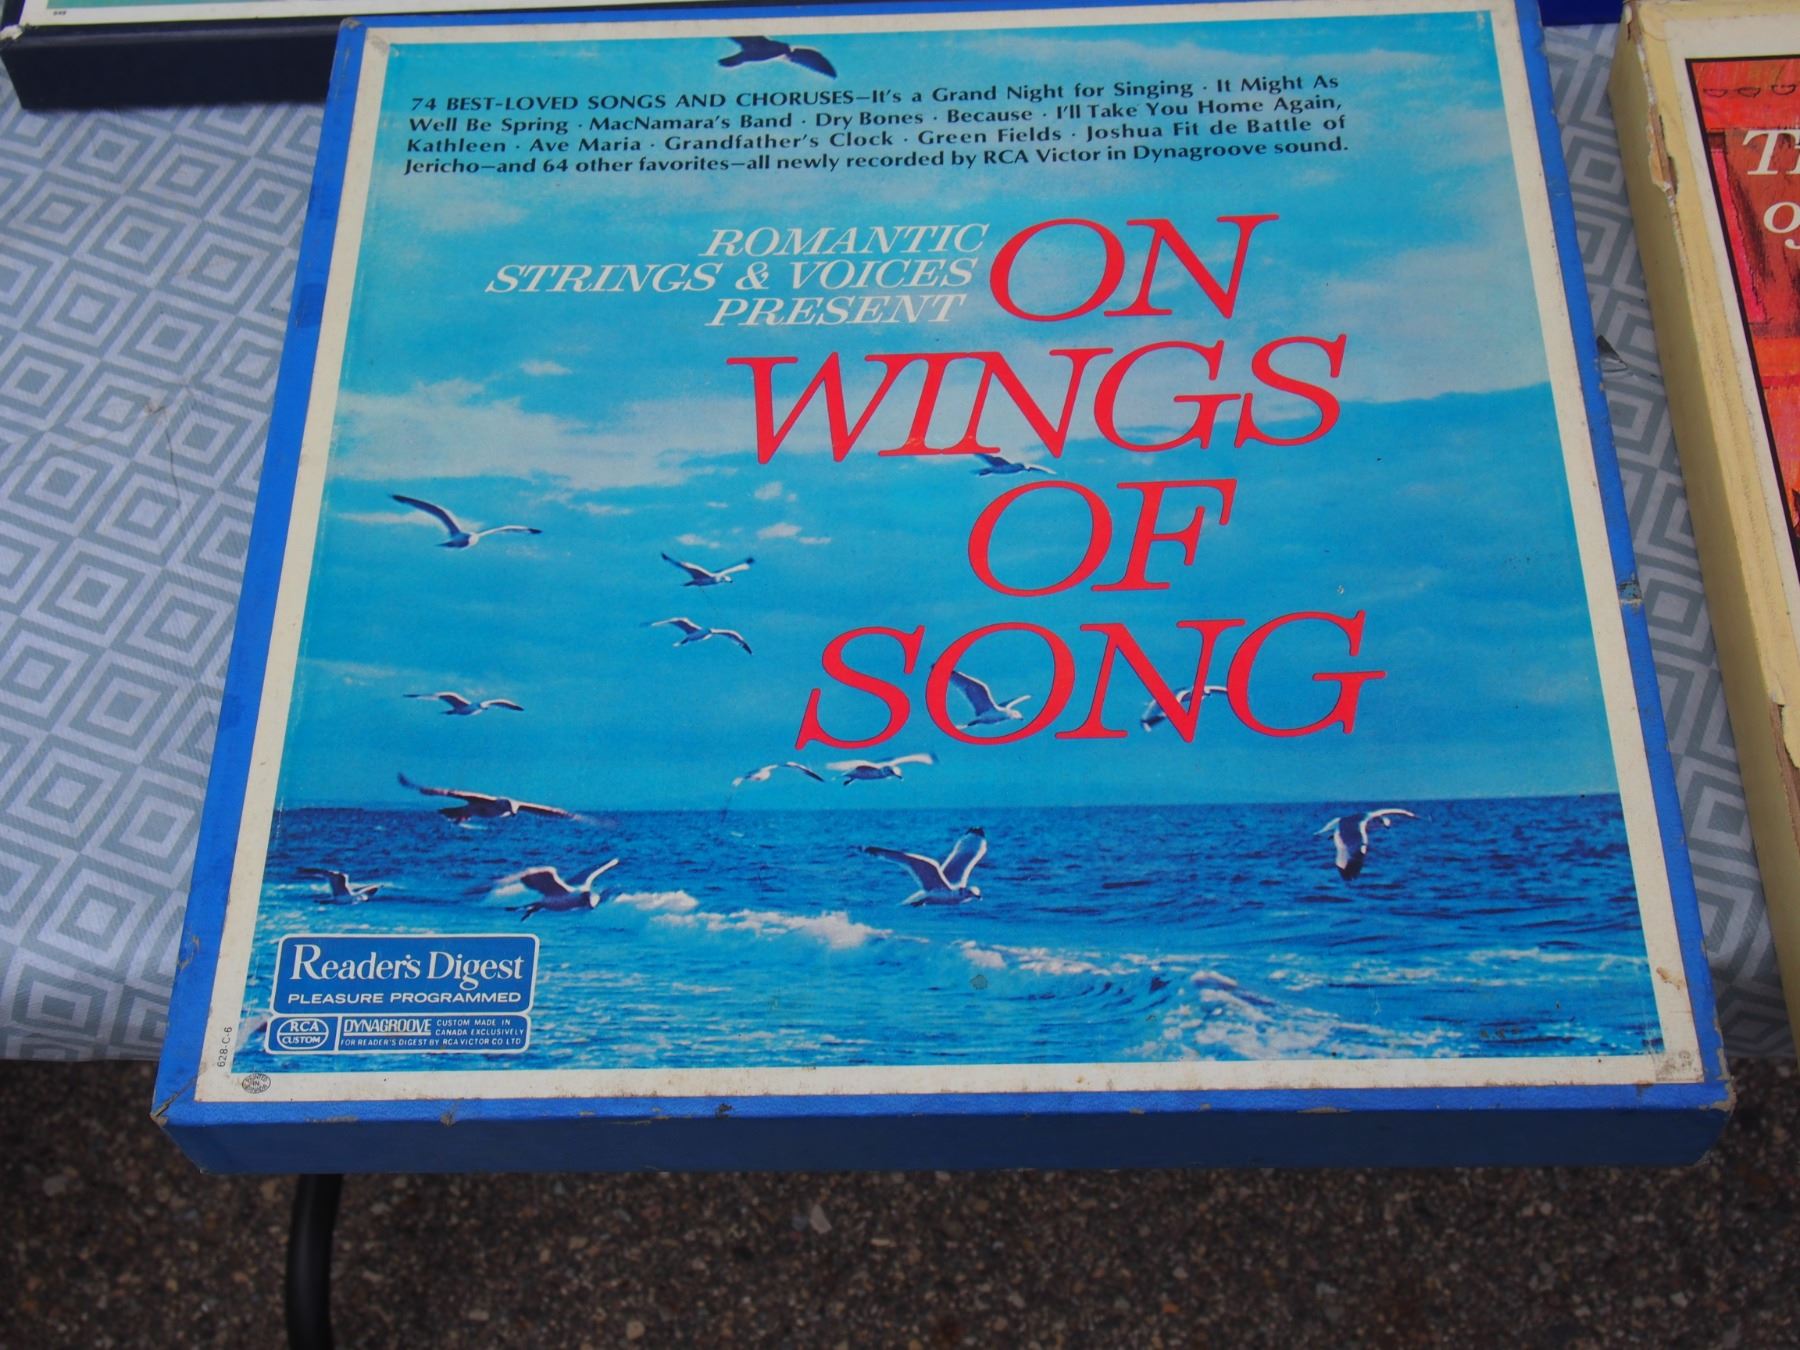 74 BEST-LOVED SONGS AND CHORUSES—It's a Grand Night for Singing · It Might As
Well Be Spring · MacNamara's Band · Dry Bones · Because · I'll Take You Home Again,
Kathleen · Ave Maria · Grandfather's Clock · Green Fields · Joshua Fit de Battle of
Jericho—and 64 other favorites—all newly recorded by RCA Victor in Dynagroove sound.
ROMANTIC
STRINGS & VOICES
PRESENT
ON
WINGS
OF
SONG
Reader's Digest
PLEASURE PROGRAMMED
RCA
CUSTOM
DYNAGROOVE
CUSTOM MADE IN
CANADA EXCLUSIVELY
FOR READER'S DIGEST BY RCA VICTOR CO LTD
628-C-6